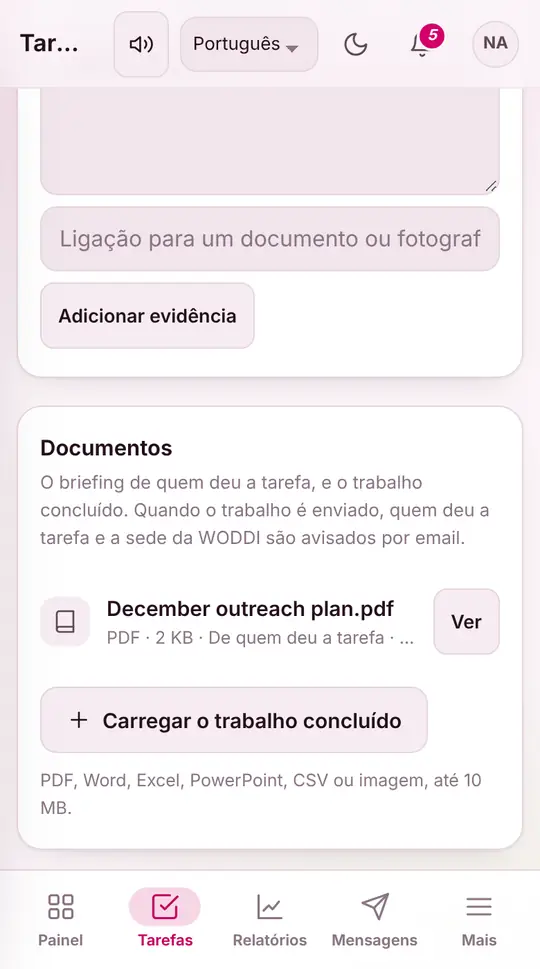 Tar...
Português
5
NA
Ligação para um documento ou fotograf
Adicionar evidência
Documentos
O briefing de quem deu a tarefa, e o trabalho
concluído. Quando o trabalho é enviado, quem deu a
tarefa e a sede da WODDI são avisados por email.
December outreach plan.pdf
PDF · 2 KB · De quem deu a tarefa · ...
Ver
+ Carregar o trabalho concluído
PDF, Word, Excel, PowerPoint, CSV ou imagem, até 10
MB.
Painel
Tarefas
Relatórios
Mensagens
Mais